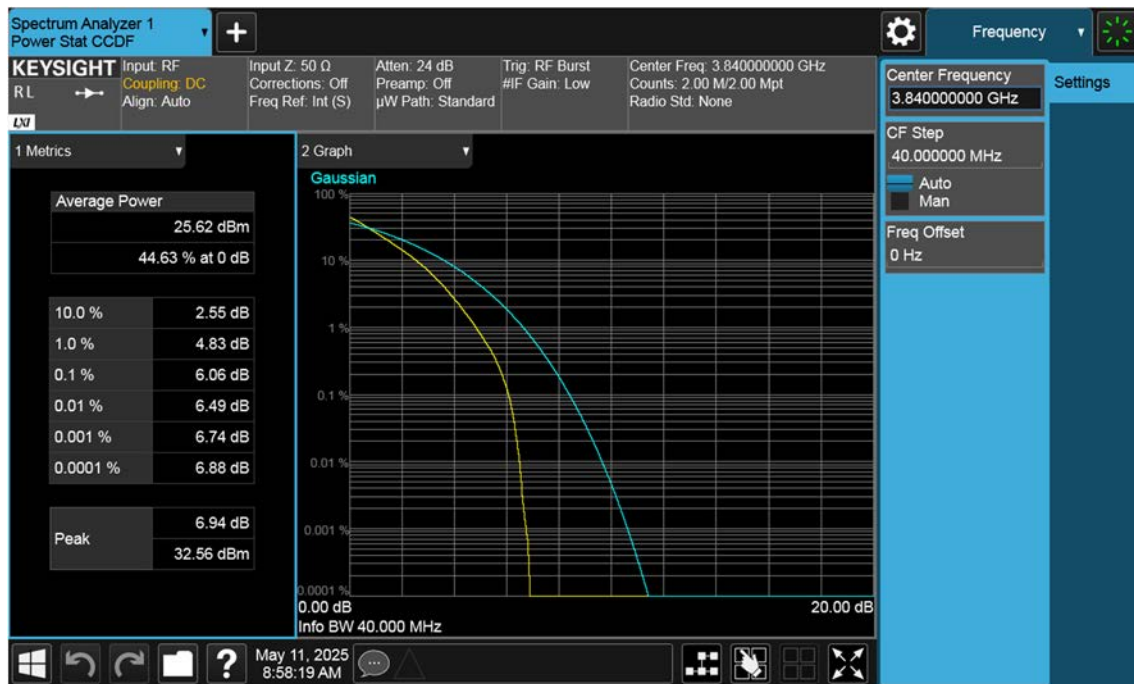 Spectrum Analyzer 1
Power Stat CCDF
Frequency
KEYSIGHT
RL
LXI
Input: RF
Coupling: DC
Align: Auto
Input Z: 50 Ω
Corrections: Off
Freq Ref: Int (S)
Atten: 24 dB
Preamp: Off
µW Path: Standard
Trig: RF Burst
#IF Gain: Low
Center Freq: 3.840000000 GHz
Counts: 2.00 M/2.00 Mpt
Radio Std: None
Center Frequency
3.840000000 GHz
Settings
CF Step
40.000000 MHz
Auto
Man
Freq Offset
0 Hz
1 Metrics
Average Power
25.62 dBm
44.63 % at 0 dB
10.0 % 2.55 dB
1.0 % 4.83 dB
0.1 % 6.06 dB
0.01 % 6.49 dB
0.001 % 6.74 dB
0.0001 % 6.88 dB
Peak
6.94 dB
32.56 dBm
2 Graph
Gaussian
100 %
10 %
1 %
0.1 %
0.01 %
0.001 %
0.0001 %
0.00 dB 20.00 dB
Info BW 40.000 MHz
?
May 11, 2025
8:58:19 AM